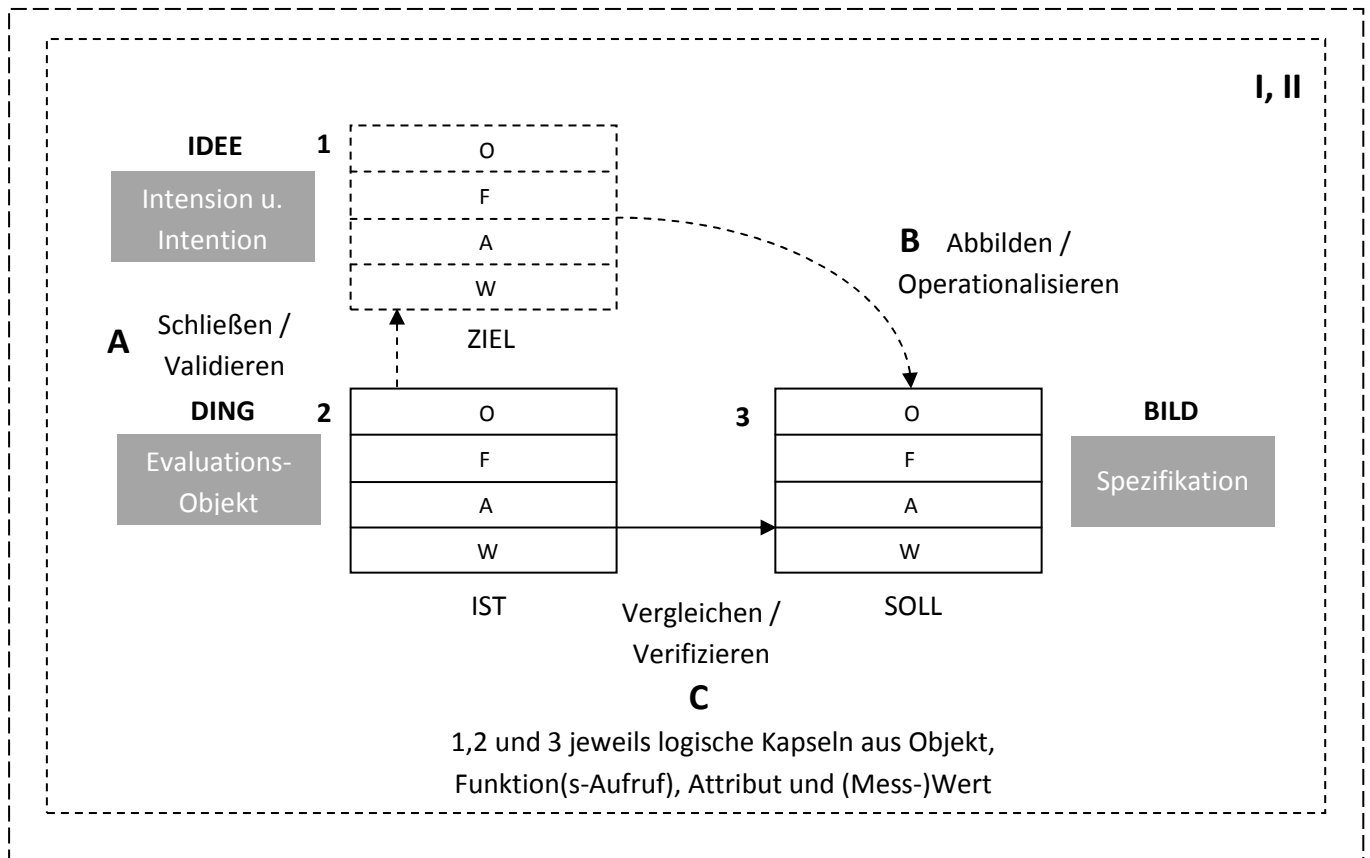 I, II
IDEE 1
O
F
A
W
Intension u.
Intention
ZIEL
B Abbilden /
Operationalisieren
A Schließen /
Validieren
DING 2
O
F
A
W
Evaluations-
Objekt
IST
3
O
F
A
W
SOLL
BILD
Spezifikation
Vergleichen /
Verifizieren
C
1,2 und 3 jeweils logische Kapseln aus Objekt,
Funktion(s-Aufruf), Attribut und (Mess-)Wert